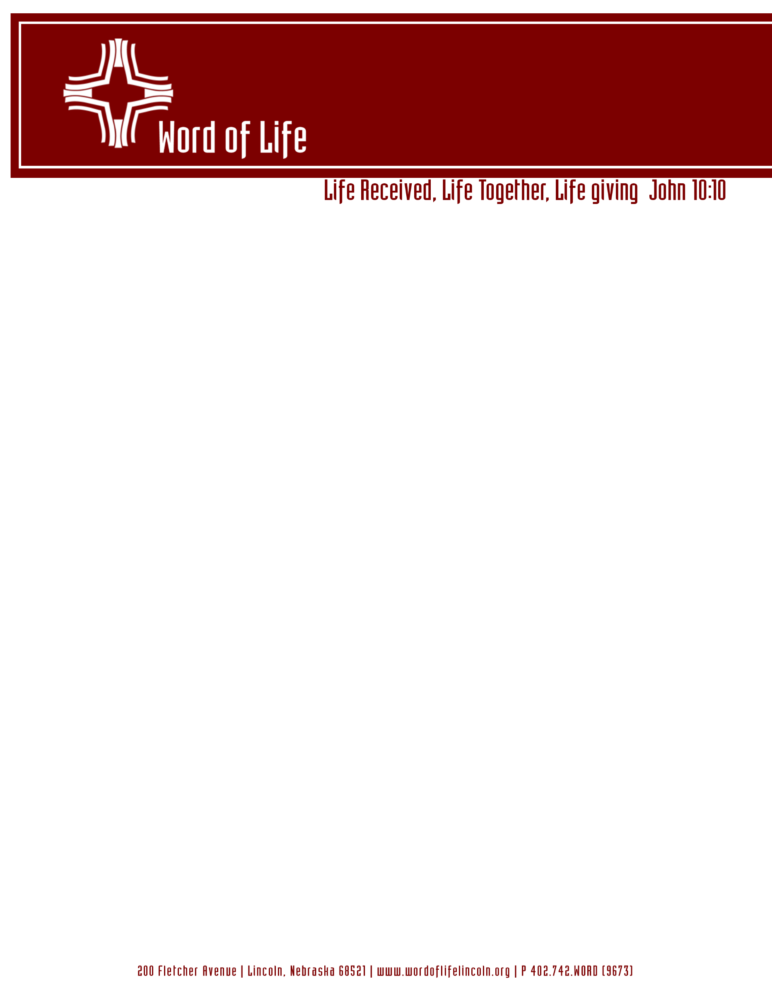 Word of Life
Life Received, Life Together, Life giving  John 10:10
200 Fletcher Avenue | Lincoln, Nebraska 68521 | www.wordoflifelincoln.org | P 402.742.WORD (9673)